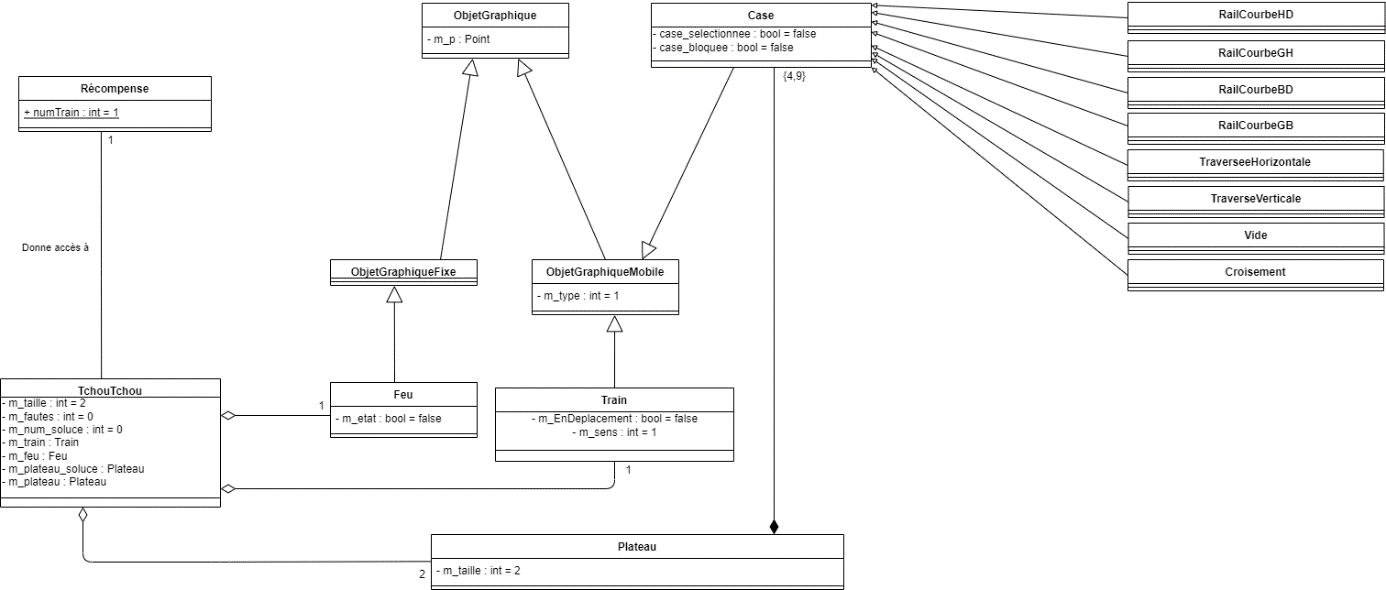 ObjetGraphique
- m_p : Point
Case
- case_selectionnee : bool = false
- case_bloquee : bool = false
{4,9}
RailCourbeHD
RailCourbeGH
RailCourbeBD
RailCourbeGB
TraverseeHorizontale
TraverseVerticale
Vide
Croisement
Récompense
+ numTrain : int = 1
1
Donne accès à
ObjetGraphiqueFixe
ObjetGraphiqueMobile
- m_type : int = 1
TchouTchou
- m_taille : int = 2
- m_fautes : int = 0
- m_num_soluce : int = 0
- m_train : Train
- m_feu : Feu
- m_plateau_soluce : Plateau
- m_plateau : Plateau
1
Feu
- m_etat : bool = false
Train
- m_EnDeplacement : bool = false
- m_sens : int = 1
1
Plateau
- m_taille : int = 2
2